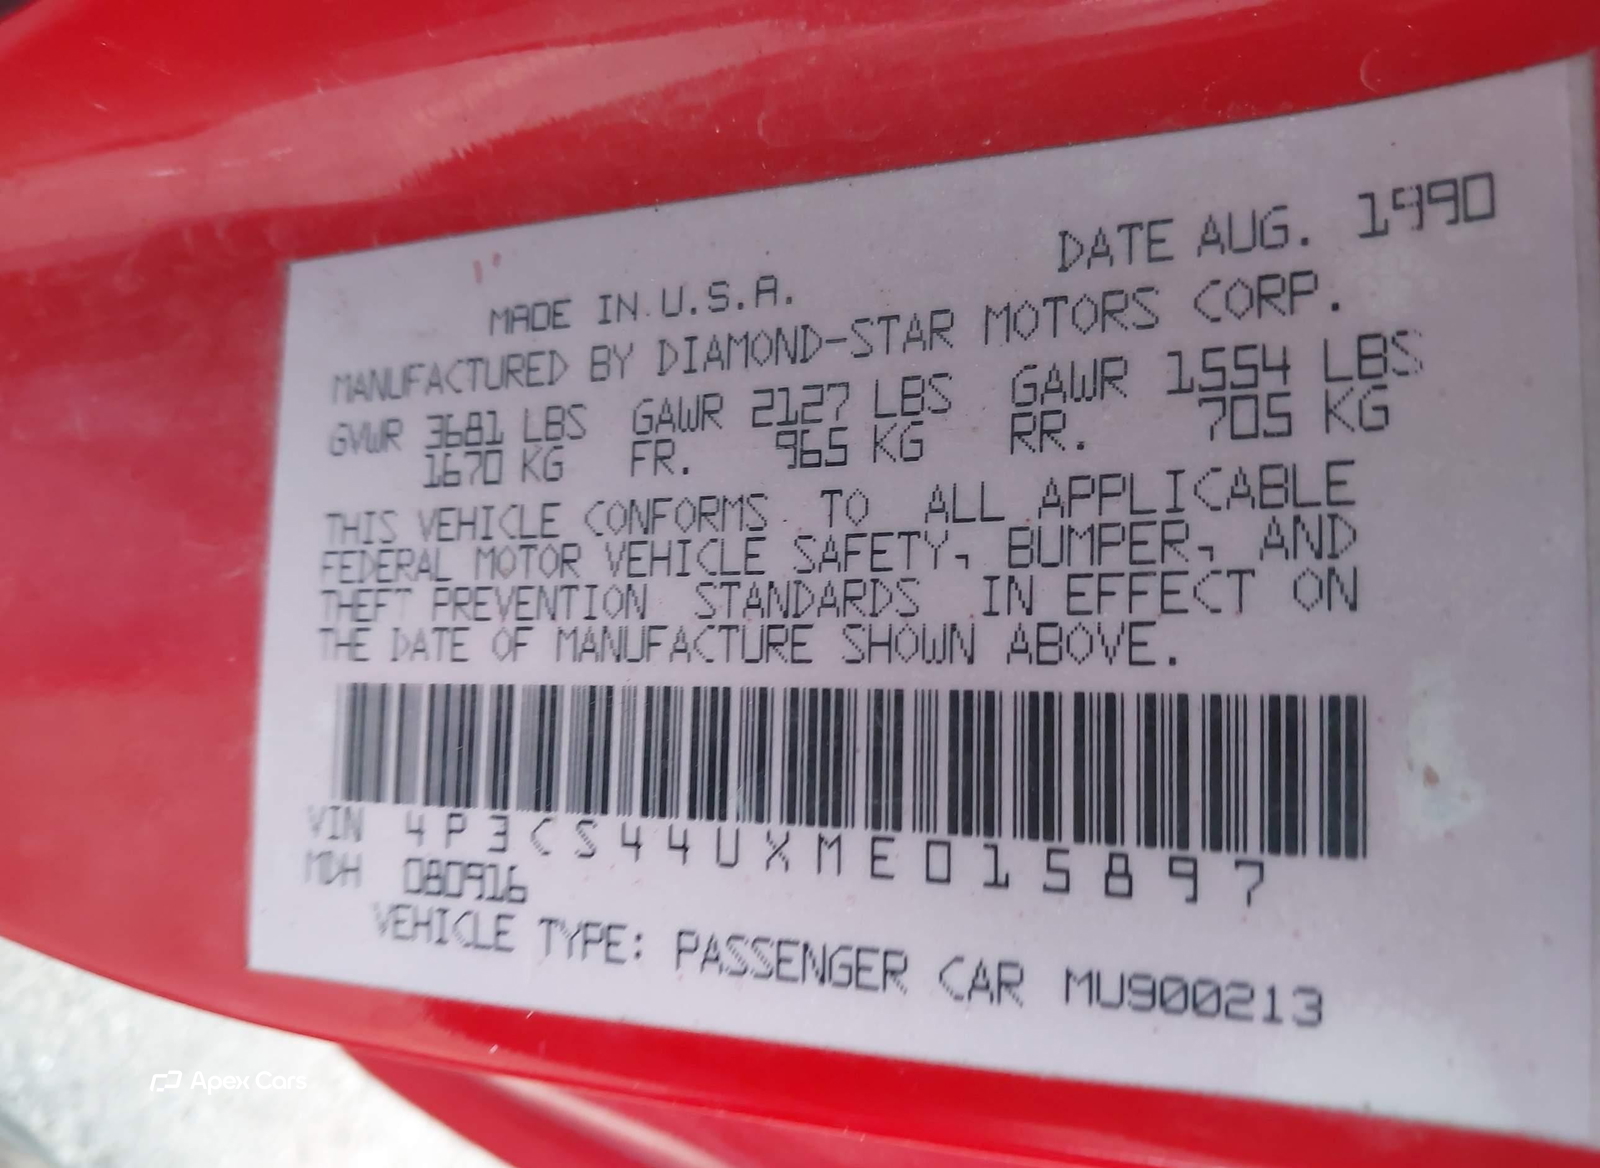 DATE AUG. 1990
MADE IN U.S.A.
MANUFACTURED BY DIAMOND-STAR MOTORS CORP.
GVWR 3681 LBS GAWR 2127 LBS GAWR 1554 LBS
1670 KG FR. 965 KG RR. 705 KG
THIS VEHICLE CONFORMS TO ALL APPLICABLE
FEDERAL MOTOR VEHICLE SAFETY, BUMPER, AND
THEFT PREVENTION STANDARDS IN EFFECT ON
THE DATE OF MANUFACTURE SHOWN ABOVE.
VIN 4P3CS44UXME015897
MDH 080916
VEHICLE TYPE: PASSENGER CAR MU900213
Apex Cars